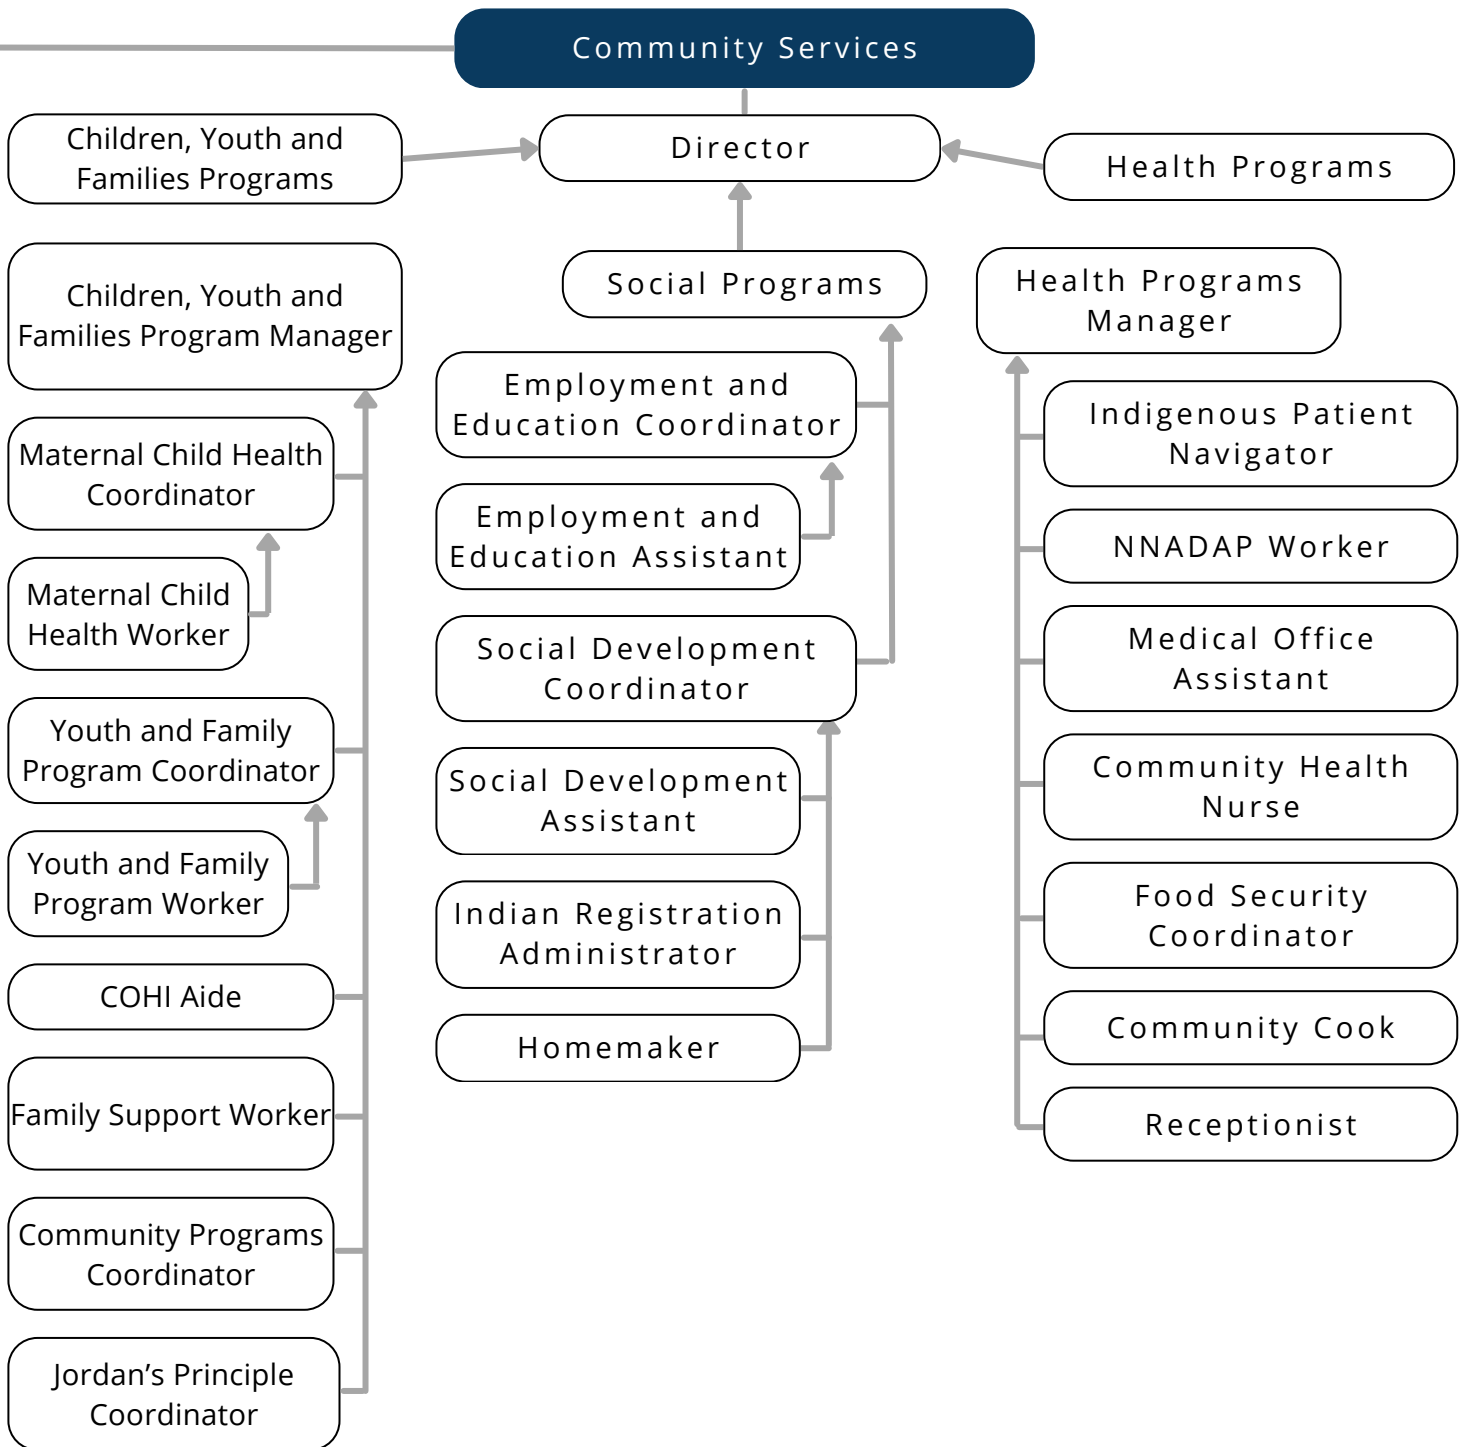 Community Services
Children, Youth and
Families Programs
Director
Health Programs
Social Programs
Children, Youth and
Families Program Manager
Maternal Child Health
Coordinator
Maternal Child
Health Worker
Youth and Family
Program Coordinator
Youth and Family
Program Worker
COHI Aide
Family Support Worker
Community Programs
Coordinator
Jordan’s Principle
Coordinator
Employment and
Education Coordinator
Employment and
Education Assistant
Social Development
Coordinator
Social Development
Assistant
Indian Registration
Administrator
Homemaker
Health Programs
Manager
Indigenous Patient
Navigator
NNADAP Worker
Medical Office
Assistant
Community Health
Nurse
Food Security
Coordinator
Community Cook
Receptionist